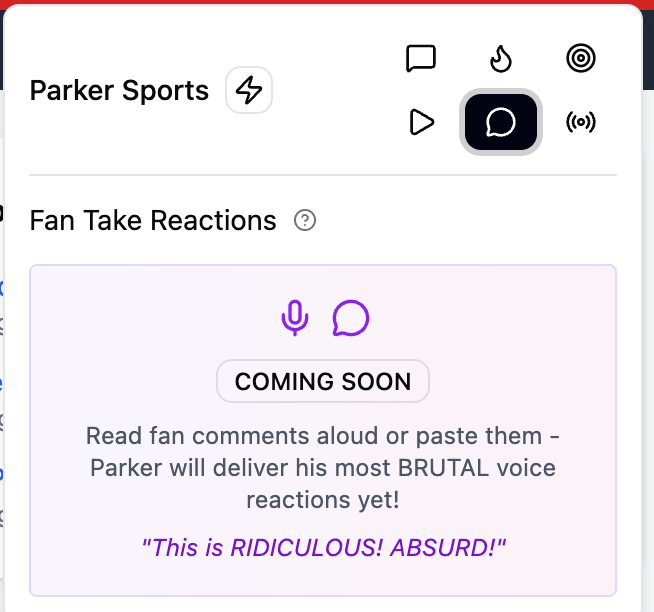 Parker Sports
Fan Take Reactions
COMING SOON
Read fan comments aloud or paste them -
Parker will deliver his most BRUTAL voice
reactions yet!
"This is RIDICULOUS! ABSURD!"